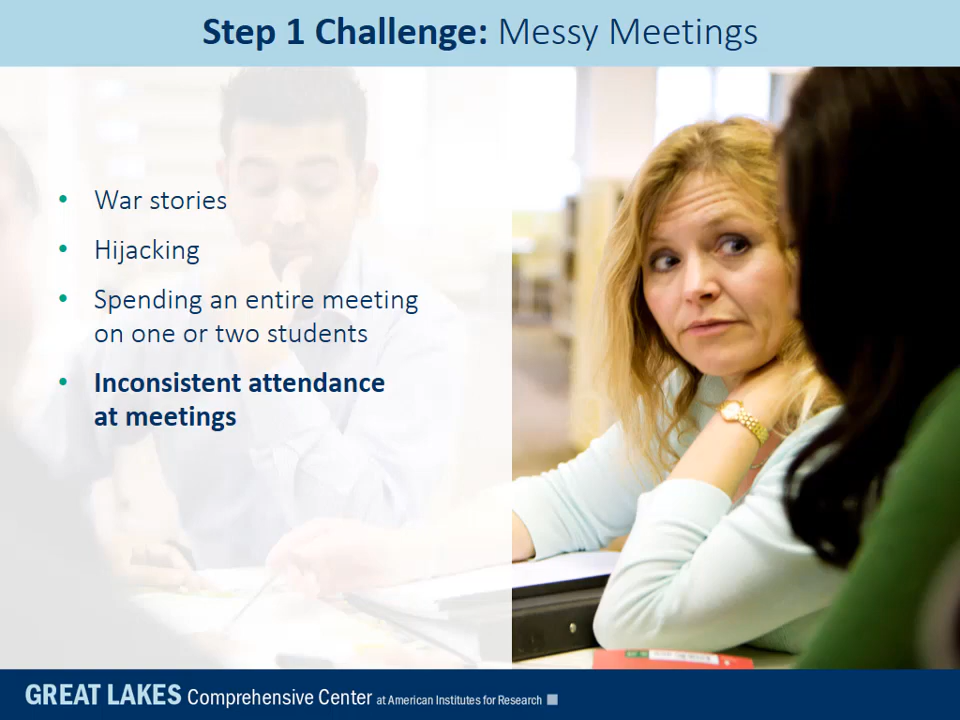 Step 1 Challenge: Messy Meetings
• War stories
• Hijacking
• Spending an entire meeting
on one or two students
• Inconsistent attendance
at meetings
GREAT LAKES Comprehensive Center at American Institutes for Research